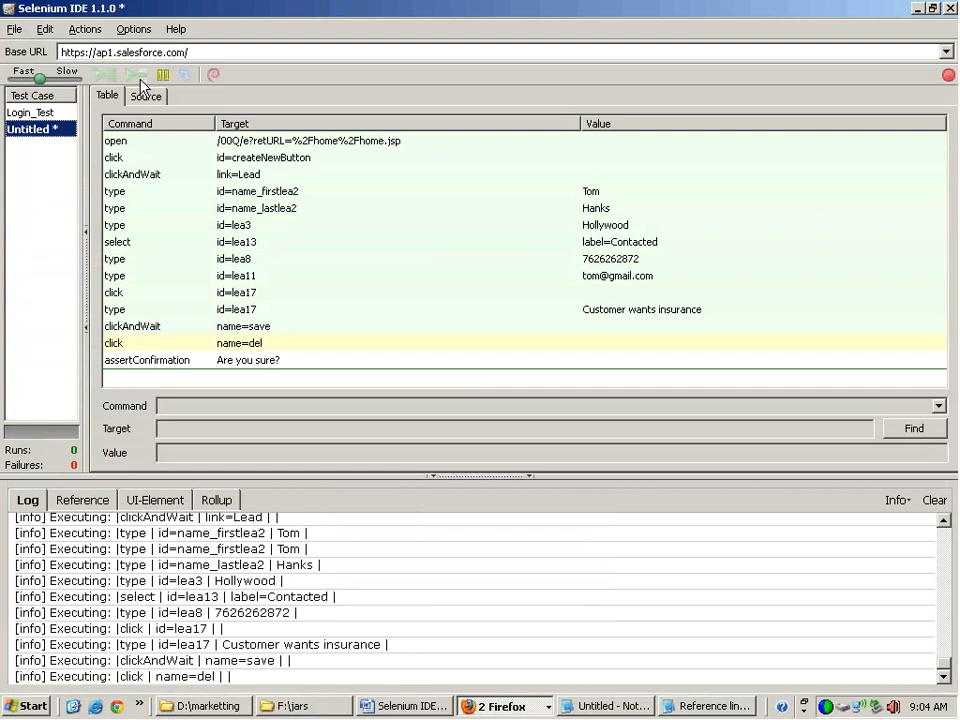 Selenium IDE 1.1.0 *
File Edit Actions Options Help
Base URL https://ap1.salesforce.com/
Fast Slow
Test Case Table Source
Login_Test
Untitled *
Command Target Value
open /00Q/e?retURL=%2Fhome%2Fhome.jsp
click id=createNewButton
clickAndWait link=Lead
type id=name_firstlea2 Tom
type id=name_lastlea2 Hanks
type id=lea3 Hollywood
select id=lea13 label=Contacted
type id=lea8 7626262872
type id=lea11 tom@gmail.com
click id=lea17
type id=lea17 Customer wants insurance
clickAndWait name=save
click name=del
assertConfirmation Are you sure?
Command
Target Find
Value
Runs: 0
Failures: 0
Log Reference UI-Element Rollup Info Clear
[info] Executing: |clickAndWait | link=Lead | |
[info] Executing: |type | id=name_firstlea2 | Tom |
[info] Executing: |type | id=name_firstlea2 | Tom |
[info] Executing: |type | id=name_lastlea2 | Hanks |
[info] Executing: |type | id=lea3 | Hollywood |
[info] Executing: |select | id=lea13 | label=Contacted |
[info] Executing: |type | id=lea8 | 7626262872 |
[info] Executing: |click | id=lea17 | |
[info] Executing: |type | id=lea17 | Customer wants insurance |
[info] Executing: |clickAndWait | name=save | |
[info] Executing: |click | name=del | |
Start » D:\marketting F:\jars Selenium IDE... 2 Firefox Untitled - Not... Reference lin... 9:04 AM